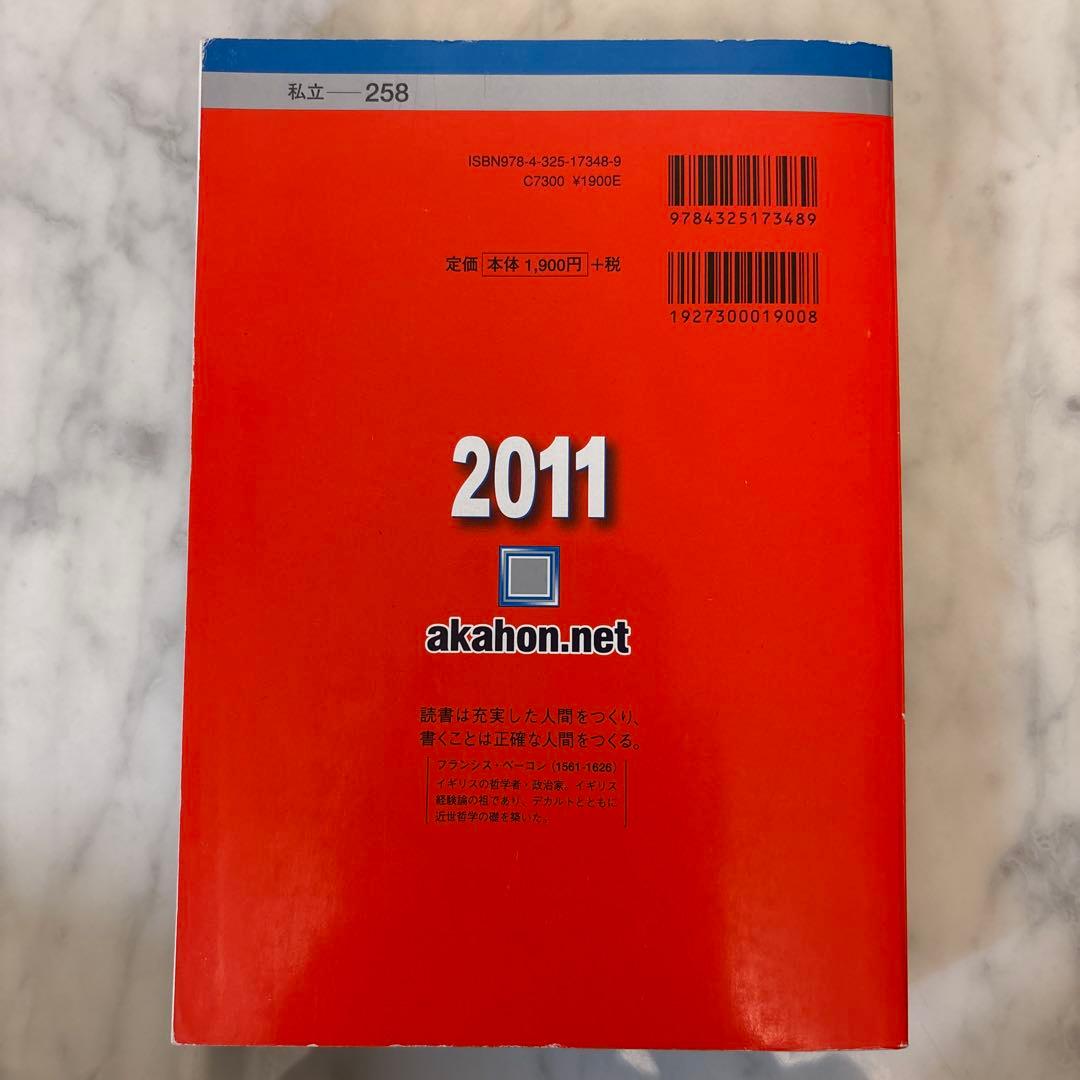 私立──258
ISBN978-4-325-17348-9
C7300 ¥1900E
9784325173489
定価 本体 1,900円 +税
1927300019008
2011
akahon.net
読書は充実した人間をつくり、
書くことは正確な人間をつくる。
フランシス・ベーコン (1561-1626)
イギリスの哲学者・政治家。イギリス
経験論の祖であり、デカルトとともに
近世哲学の礎を築いた。